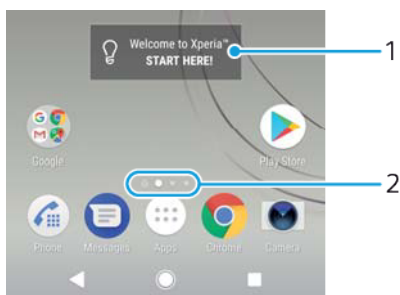 Welcome to Xperia™
START HERE!
1
Google
Play Store
2
Phone
Messages
Apps
Chrome
Camera